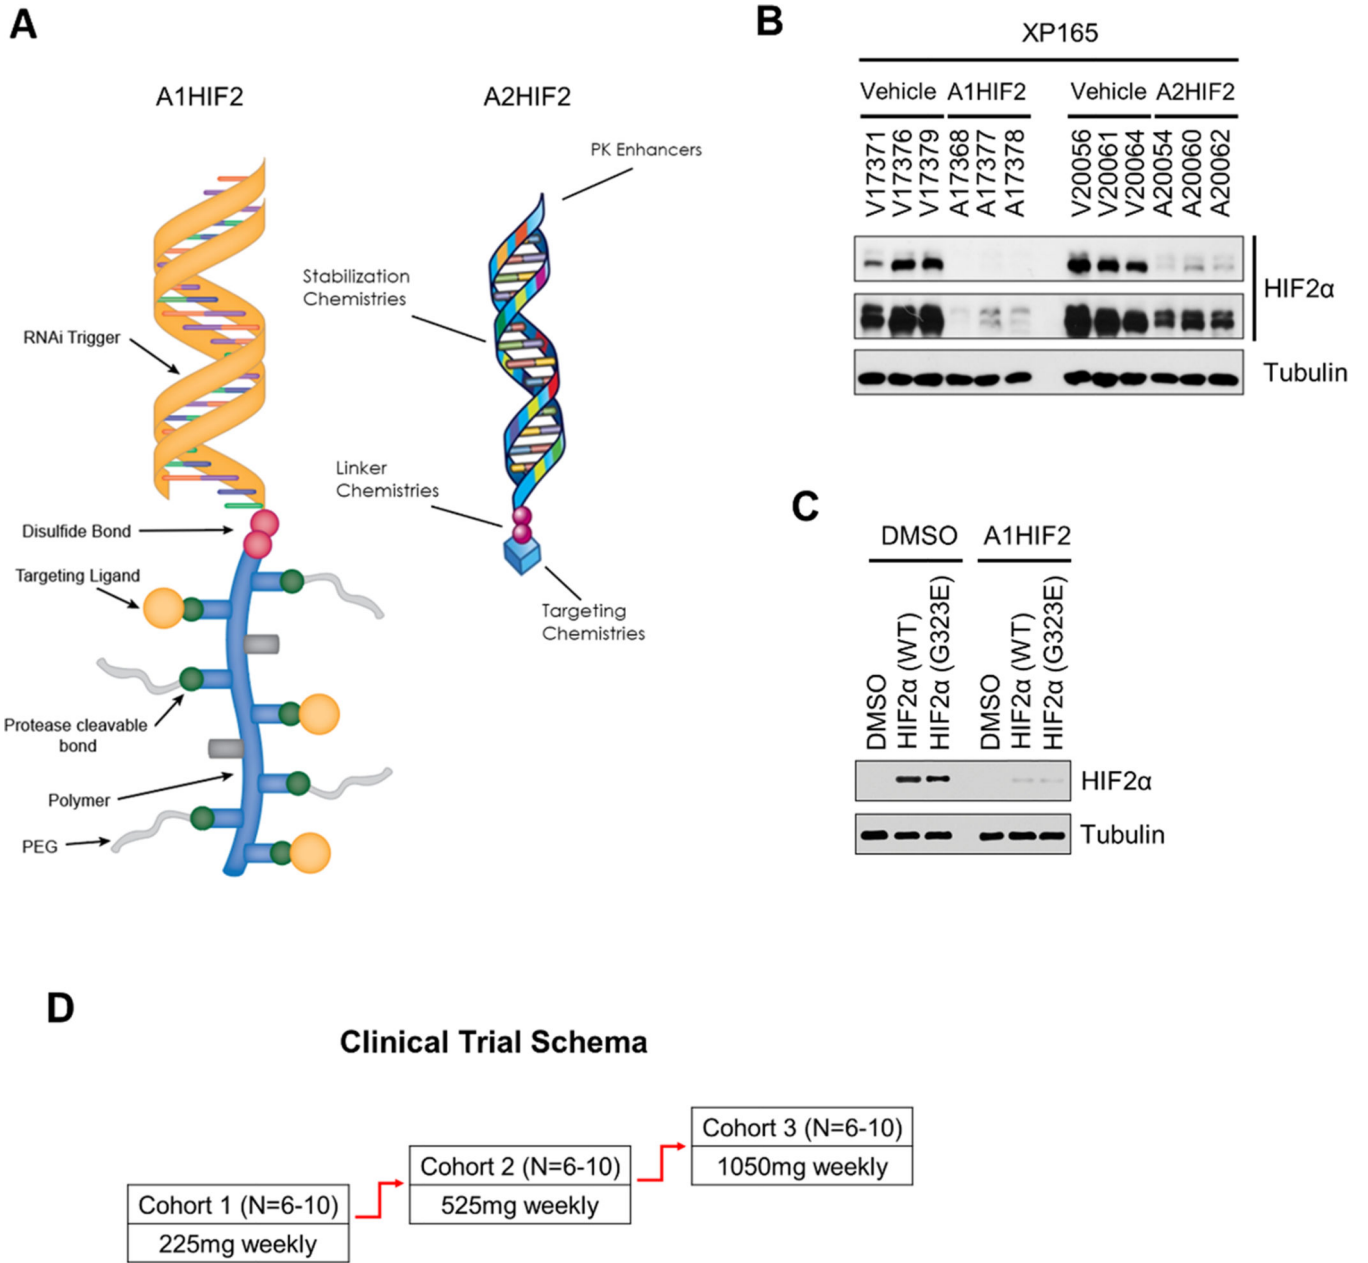 A
A1HIF2
A2HIF2
PK Enhancers
Stabilization
Chemistries
RNAi Trigger
Linker
Chemistries
Disulfide Bond
Targeting Ligand
Targeting
Chemistries
Protease cleavable
bond
Polymer
PEG
B
XP165
Vehicle A1HIF2 Vehicle A2HIF2
V17371
V17376
V17379
A17368
A17377
A17378
V20056
V20061
V20064
A20054
A20060
A20062
HIF2α
Tubulin
C
DMSO A1HIF2
DMSO
HIF2α (WT)
HIF2α (G323E)
DMSO
HIF2α (WT)
HIF2α (G323E)
HIF2α
Tubulin
D
Clinical Trial Schema
Cohort 1 (N=6-10)
225mg weekly
Cohort 2 (N=6-10)
525mg weekly
Cohort 3 (N=6-10)
1050mg weekly